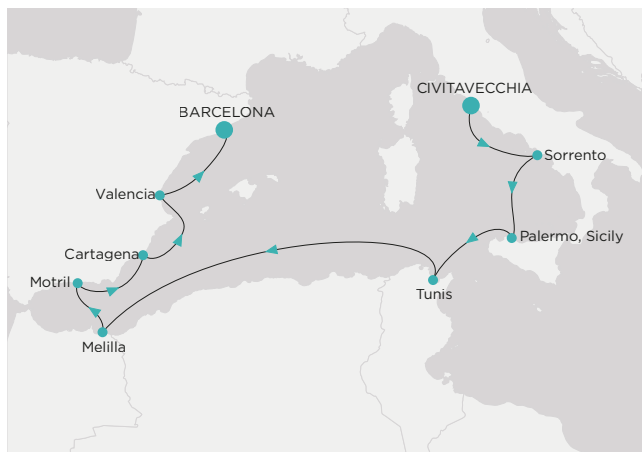 CIVITAVECCHIA
BARCELONA
Sorrento
Valencia
Palermo, Sicily
Cartagena
Motril
Tunis
Melilla